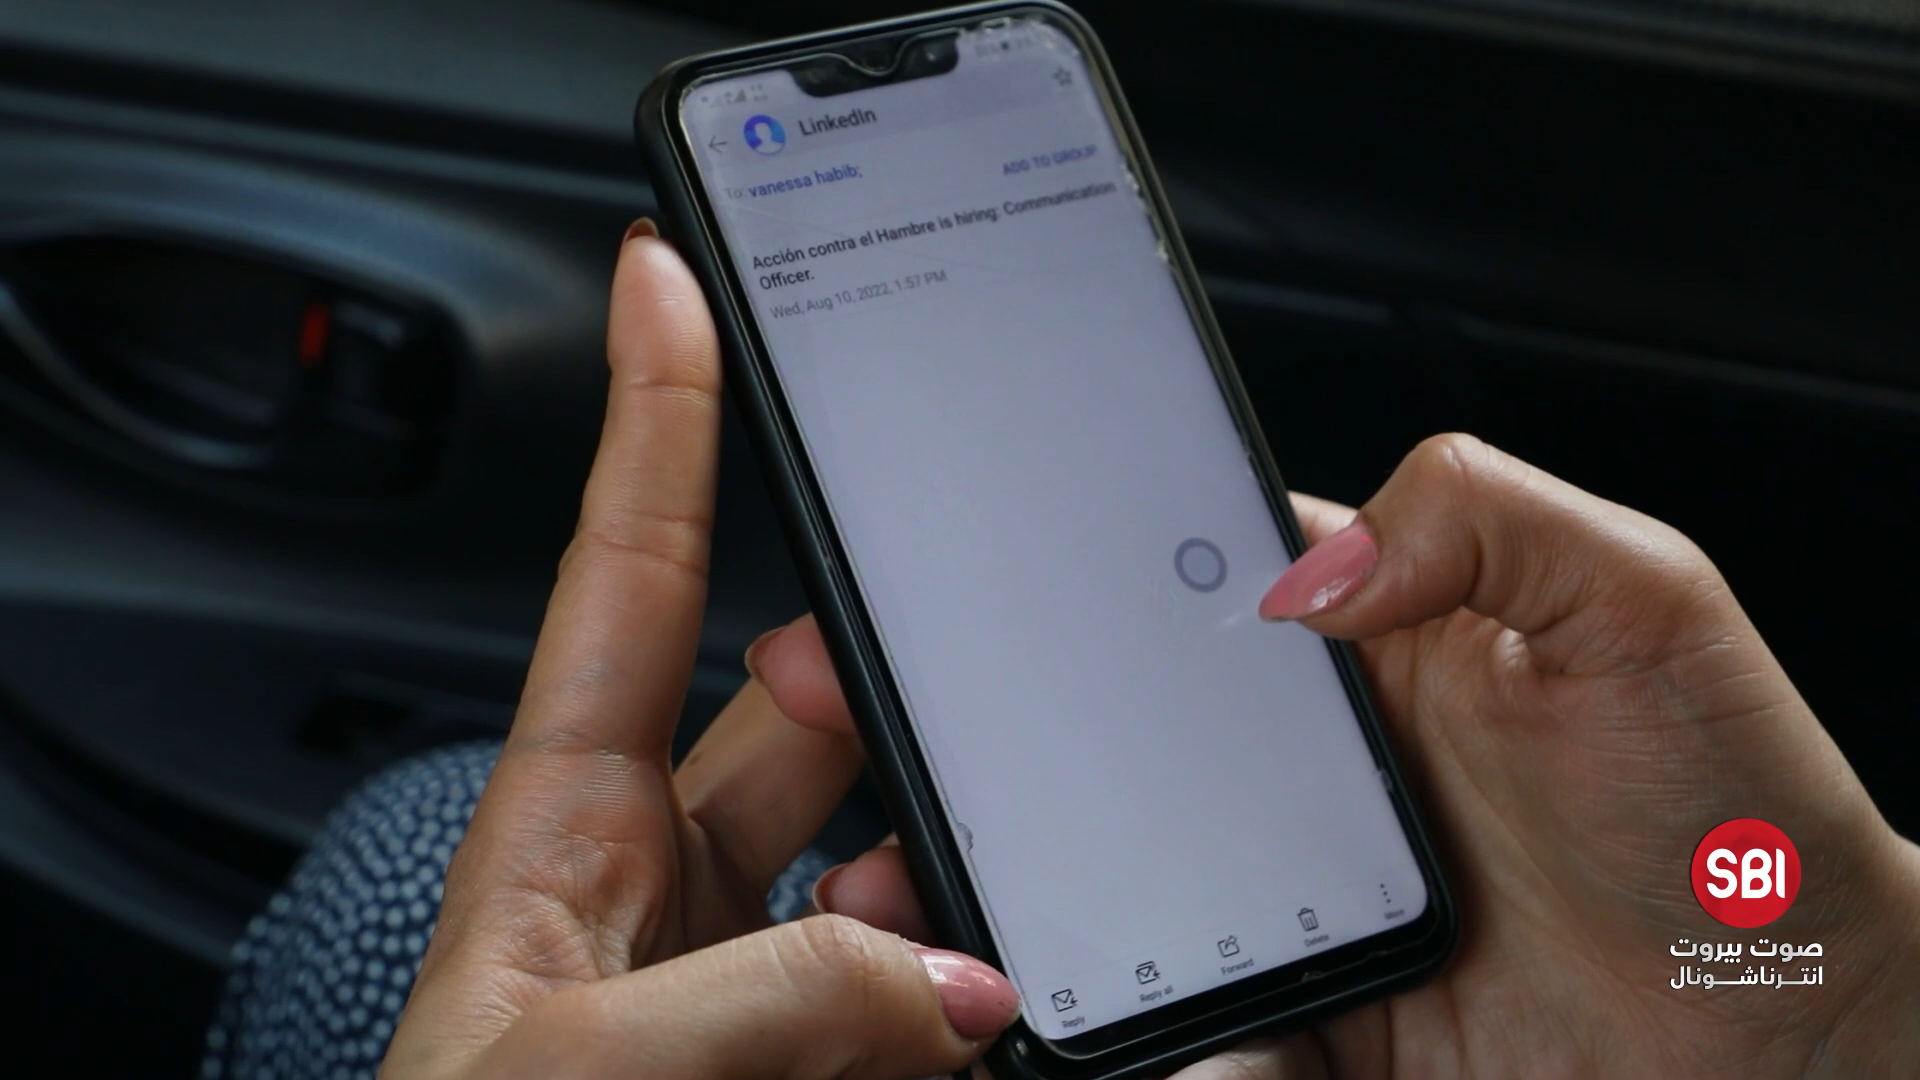 LinkedIn
To: vanessa habib;
ADD TO GROUP
Acción contra el Hambre is hiring: Communication
Officer.
Wed, Aug 10, 2022, 1:57 PM
Reply
Reply all
Forward
Delete
More
SBI
صوت بيروت
انترناشونال